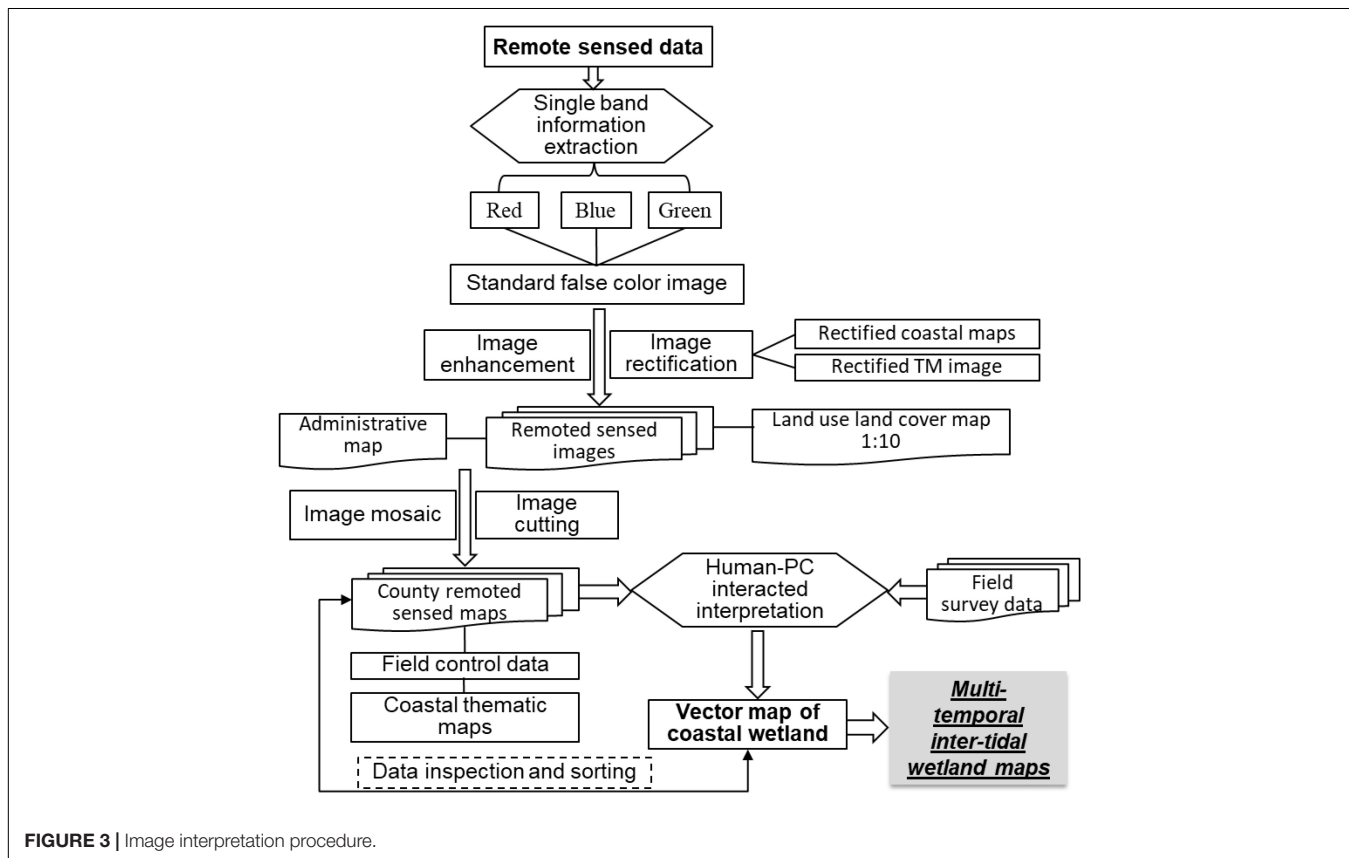 Remote sensed data
Single band
information
extraction
Red
Blue
Green
Standard false color image
Image
enhancement
Image
rectification
Rectified coastal maps
Rectified TM image
Administrative
map
Remoted sensed
images
Land use land cover map
1:10
Image mosaic
Image
cutting
County remoted
sensed maps
Human-PC
interacted
interpretation
Field
survey data
Field control data
Coastal thematic
maps
Vector map of
coastal wetland
Multi-
temporal
inter-tidal
wetland maps
Data inspection and sorting
FIGURE 3 | Image interpretation procedure.